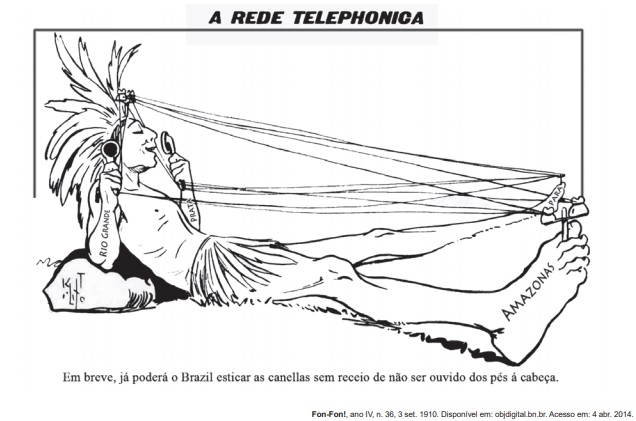 A REDE TELEPHONICA
PARÁ
PRATA
RIO GRANDE
AMAZONAS
Em breve, já poderá o Brazil esticar as canellas sem receio de não ser ouvido dos pés á cabeça.
Fon-Fon!, ano IV, n. 36, 3 set. 1910. Disponível em: objdigital.bn.br. Acesso em: 4 abr. 2014.